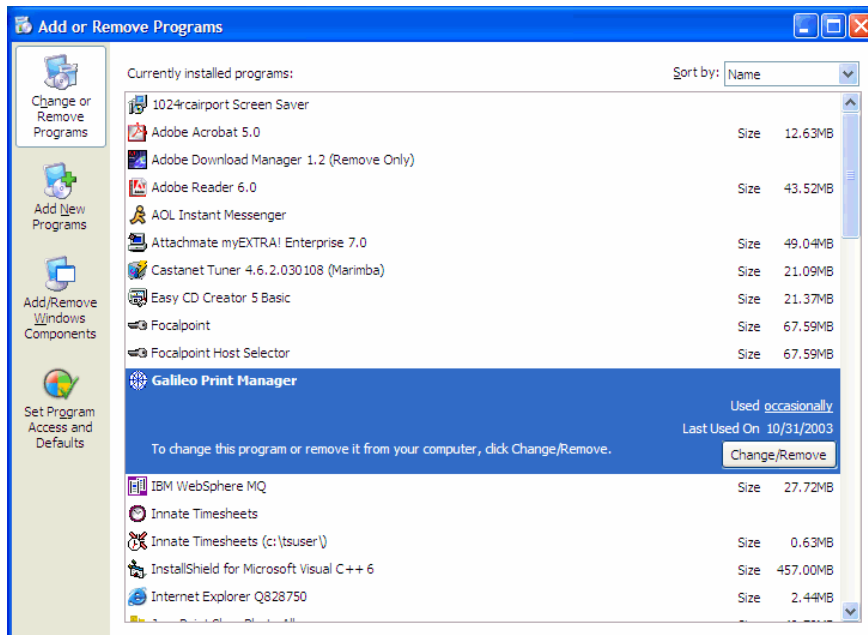 Add or Remove Programs
Change or
Remove
Programs
Add New
Programs
Add/Remove
Windows
Components
Set Program
Access and
Defaults
Currently installed programs:
Sort by: Name
1024rcairport Screen Saver
Adobe Acrobat 5.0 Size 12.63MB
Adobe Download Manager 1.2 (Remove Only)
Adobe Reader 6.0 Size 43.52MB
AOL Instant Messenger
Attachmate myEXTRA! Enterprise 7.0 Size 49.04MB
Castanet Tuner 4.6.2.030108 (Marimba) Size 21.09MB
Easy CD Creator 5 Basic Size 21.37MB
Focalpoint Size 67.59MB
Focalpoint Host Selector Size 67.59MB
Galileo Print Manager
Used occasionally
Last Used On 10/31/2003
To change this program or remove it from your computer, click Change/Remove. Change/Remove
IBM WebSphere MQ Size 27.72MB
Innate Timesheets
Innate Timesheets (c:\tsuser\) Size 0.63MB
InstallShield for Microsoft Visual C++ 6 Size 457.00MB
Internet Explorer Q828750 Size 2.44MB